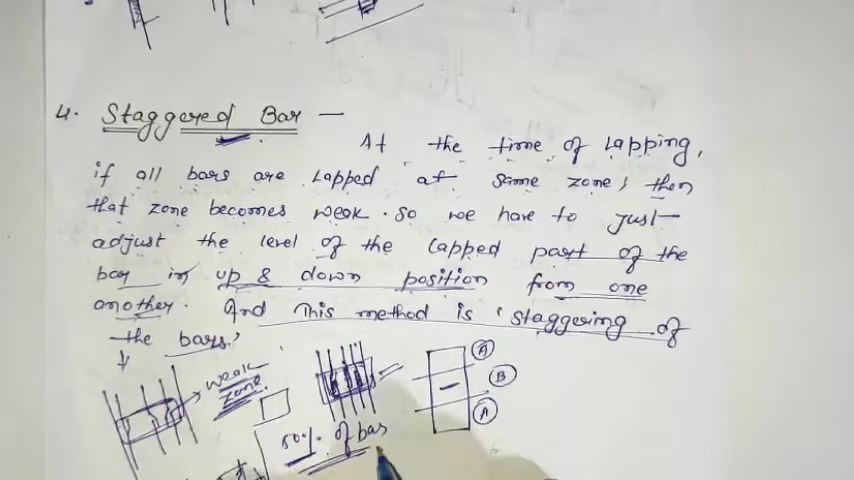 4. Staggered Bar —
At the time of Lapping,
if all bars are Lapped at same zone, then
that zone becomes weak. so we have to just
adjust the level of the lapped part of the
bar in up & down position from one
another. And This method is 'staggering of
the bars.'
weak zone.
50% of bar
A
B
A